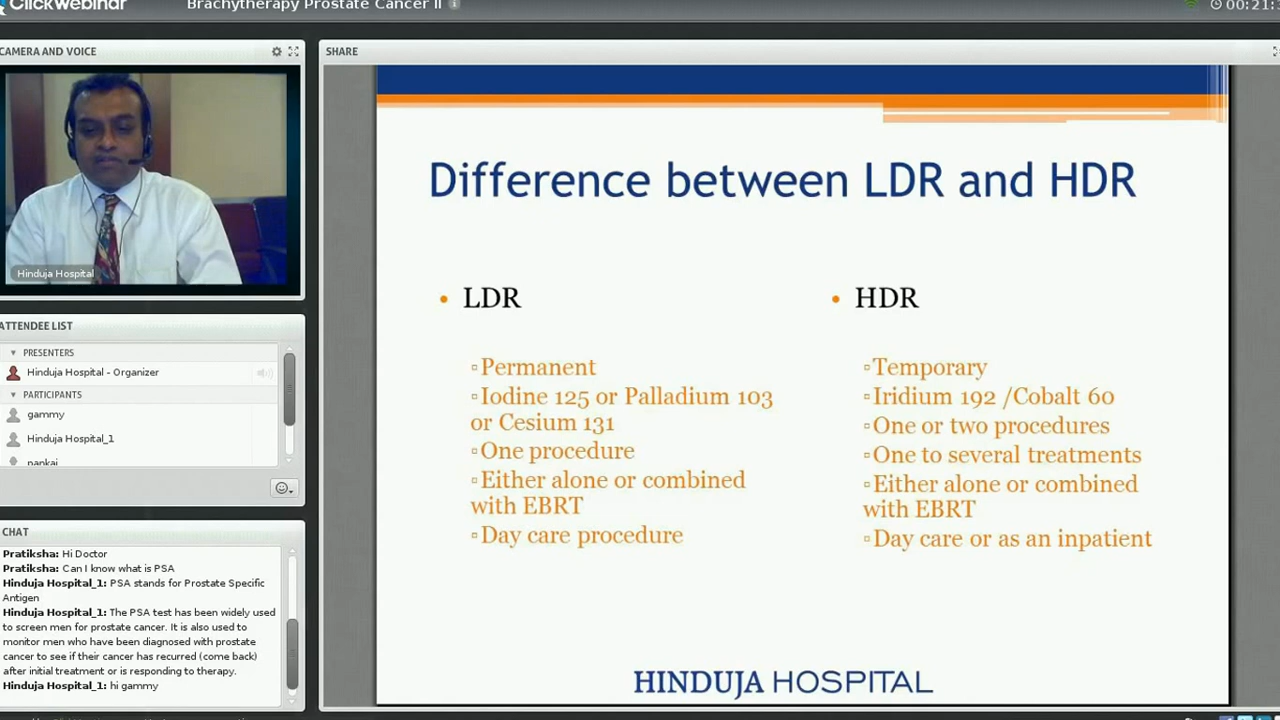 ClickWebinar
Brachytherapy Prostate Cancer II
00:21:
CAMERA AND VOICE
Hinduja Hospital
ATTENDEE LIST
PRESENTERS
Hinduja Hospital - Organizer
PARTICIPANTS
gammy
Hinduja Hospital_1
pankaj
CHAT
Pratiksha: Hi Doctor
Pratiksha: Can I know what is PSA
Hinduja Hospital_1: PSA stands for Prostate Specific
Antigen
Hinduja Hospital_1: The PSA test has been widely used
to screen men for prostate cancer. It is also used to
monitor men who have been diagnosed with prostate
cancer to see if their cancer has recurred (come back)
after initial treatment or is responding to therapy.
Hinduja Hospital_1: hi gammy
SHARE
Difference between LDR and HDR
• LDR
▫Permanent
▫Iodine 125 or Palladium 103
or Cesium 131
▫One procedure
▫Either alone or combined
with EBRT
▫Day care procedure
• HDR
▫Temporary
▫Iridium 192 /Cobalt 60
▫One or two procedures
▫One to several treatments
▫Either alone or combined
with EBRT
▫Day care or as an inpatient
HINDUJA HOSPITAL